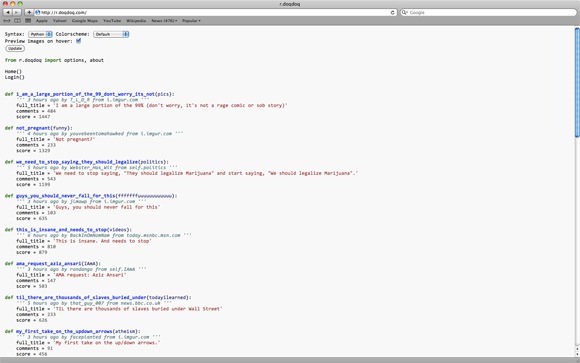 r.doqdoq
http://r.doqdoq.com/
Google
Apple Yahoo! Google Maps YouTube Wikipedia News (676) Popular
Syntax: Python Colorscheme: Default
Preview images on hover:
Update
from r.doqdoq import options, about
Home()
Login()
def i_am_a_large_portion_of_the_99_dont_worry_its_not(pics):
''' 3 hours ago by T_L_D_R from i.imgur.com '''
full_title = 'I am a large portion of the 99% (don't worry, it's not a rage comic or sob story)'
comments = 484
score = 1447
def not_pregnant(funny):
''' 4 hours ago by youvebeentomahawked from i.imgur.com '''
full_title = 'Not pregnant?'
comments = 233
score = 1329
def we_need_to_stop_saying_they_should_legalize(politics):
''' 5 hours ago by Webster_Has_Wit from self.politics '''
full_title = 'We need to stop saying, "They should legalize Marijuana" and start saying, "We should legalize Marijuana".'
comments = 543
score = 1199
def guys_you_should_never_fall_for_this(fffffffuuuuuuuuuuuu):
''' 3 hours ago by jimawp from i.imgur.com '''
full_title = 'Guys, you should never fall for this'
comments = 103
score = 635
def this_is_insane_and_needs_to_stop(videos):
''' 6 hours ago by BackInOmNomNom from today.msnbc.msn.com '''
full_title = 'This is insane. And needs to stop'
comments = 810
score = 879
def ama_request_aziz_ansari(IAmA):
''' 3 hours ago by rondango from self.IAmA '''
full_title = 'AMA request: Aziz Ansari'
comments = 147
score = 503
def til_there_are_thousands_of_slaves_buried_under(todayilearned):
''' 5 hours ago by that_guy_007 from news.bbc.co.uk '''
full_title = 'TIL there are thousands of slaves buried under Wall Street'
comments = 233
score = 626
def my_first_take_on_the_updown_arrows(atheism):
''' 3 hours ago by faceplanted from i.imgur.com '''
full_title = 'My first take on the up/down arrows.'
comments = 91
score = 456